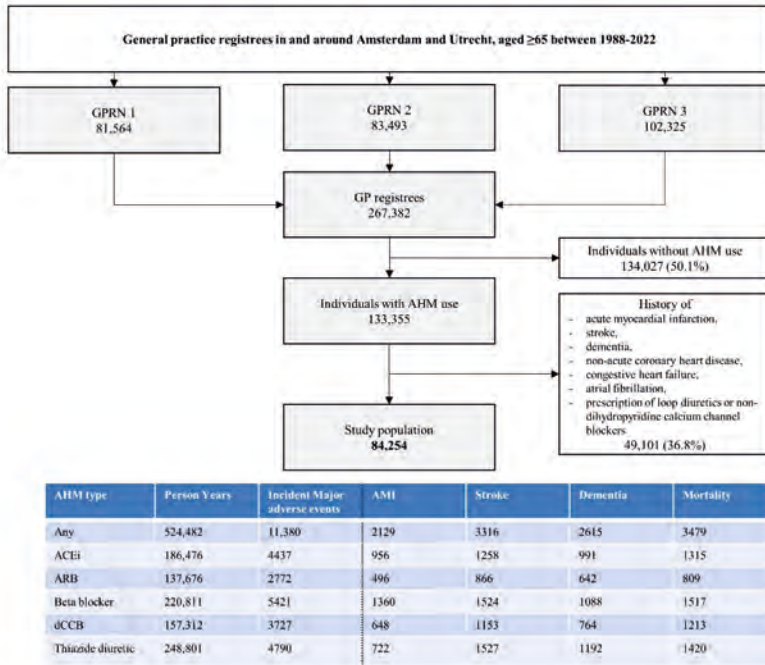 General practice registrees in and around Amsterdam and Utrecht, aged ≥65 between 1988-2022
GPRN 1
81,564
GPRN 2
83,493
GPRN 3
102,325
GP registrees
267,382
Individuals without AHM use
134,027 (50.1%)
Individuals with AHM use
133,355
History of
- acute myocardial infarction,
- stroke,
- dementia,
- non-acute coronary heart disease,
- congestive heart failure,
- atrial fibrillation,
- prescription of loop diuretics or non-
dihydropyridine calcium channel
blockers
49,101 (36.8%)
Study population
84,254
AHM type Person Years Incident Major adverse events AMI Stroke Dementia Mortality
Any 524,482 11,380 2129 3316 2615 3479
ACEi 186,476 4437 956 1258 991 1315
ARB 137,676 2772 496 866 642 809
Beta blocker 220,811 5421 1360 1524 1088 1517
dCCB 157,312 3727 648 1153 764 1213
Thiazide diuretic 248,801 4790 722 1527 1192 1420